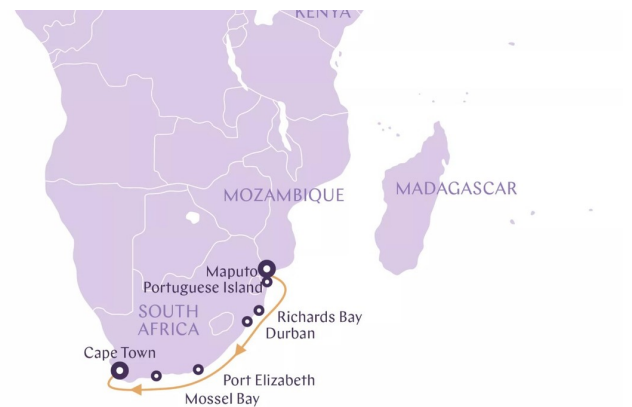 KENYA
MOZAMBIQUE
MADAGASCAR
Maputo
Portuguese Island
SOUTH
AFRICA
Richards Bay
Durban
Cape Town
Port Elizabeth
Mossel Bay